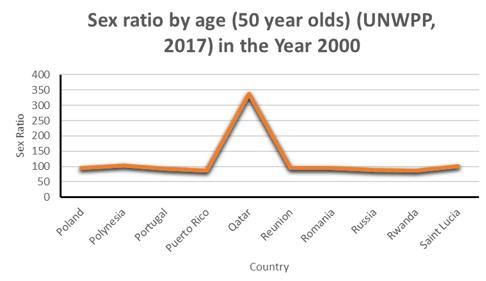 Sex ratio by age (50 year olds) (UNWPP,
2017) in the Year 2000
400
350
300
250
200
150
100
50
0
Sex Ratio
Poland
Polynesia
Portugal
Puerto Rico
Qatar
Reunion
Romania
Russia
Rwanda
Saint Lucia
Country